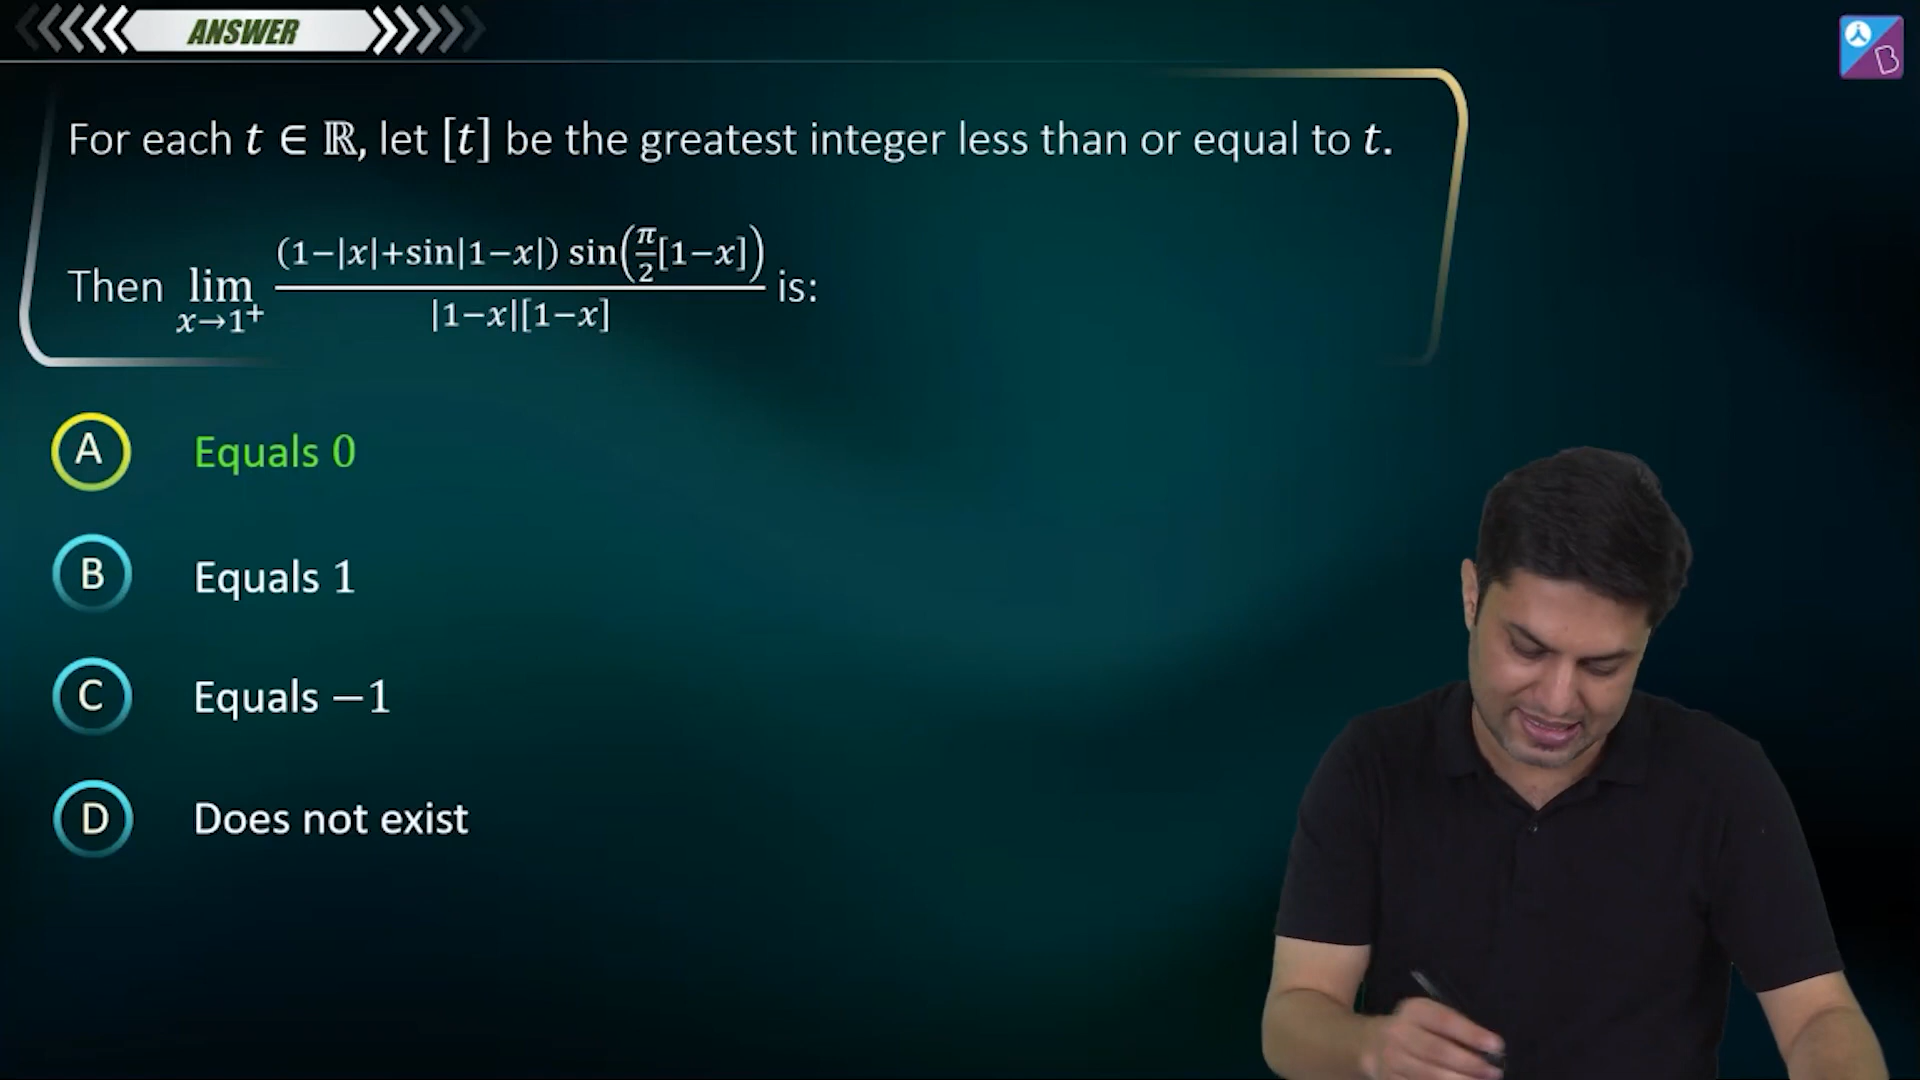 ANSWER
For each t ∈ ℝ, let [t] be the greatest integer less than or equal to t.
Then lim x→1⁺ (1−|x|+sin|1−x|) sin(π/2[1−x]) / |1−x|[1−x] is:
A Equals 0
B Equals 1
C Equals −1
D Does not exist
B